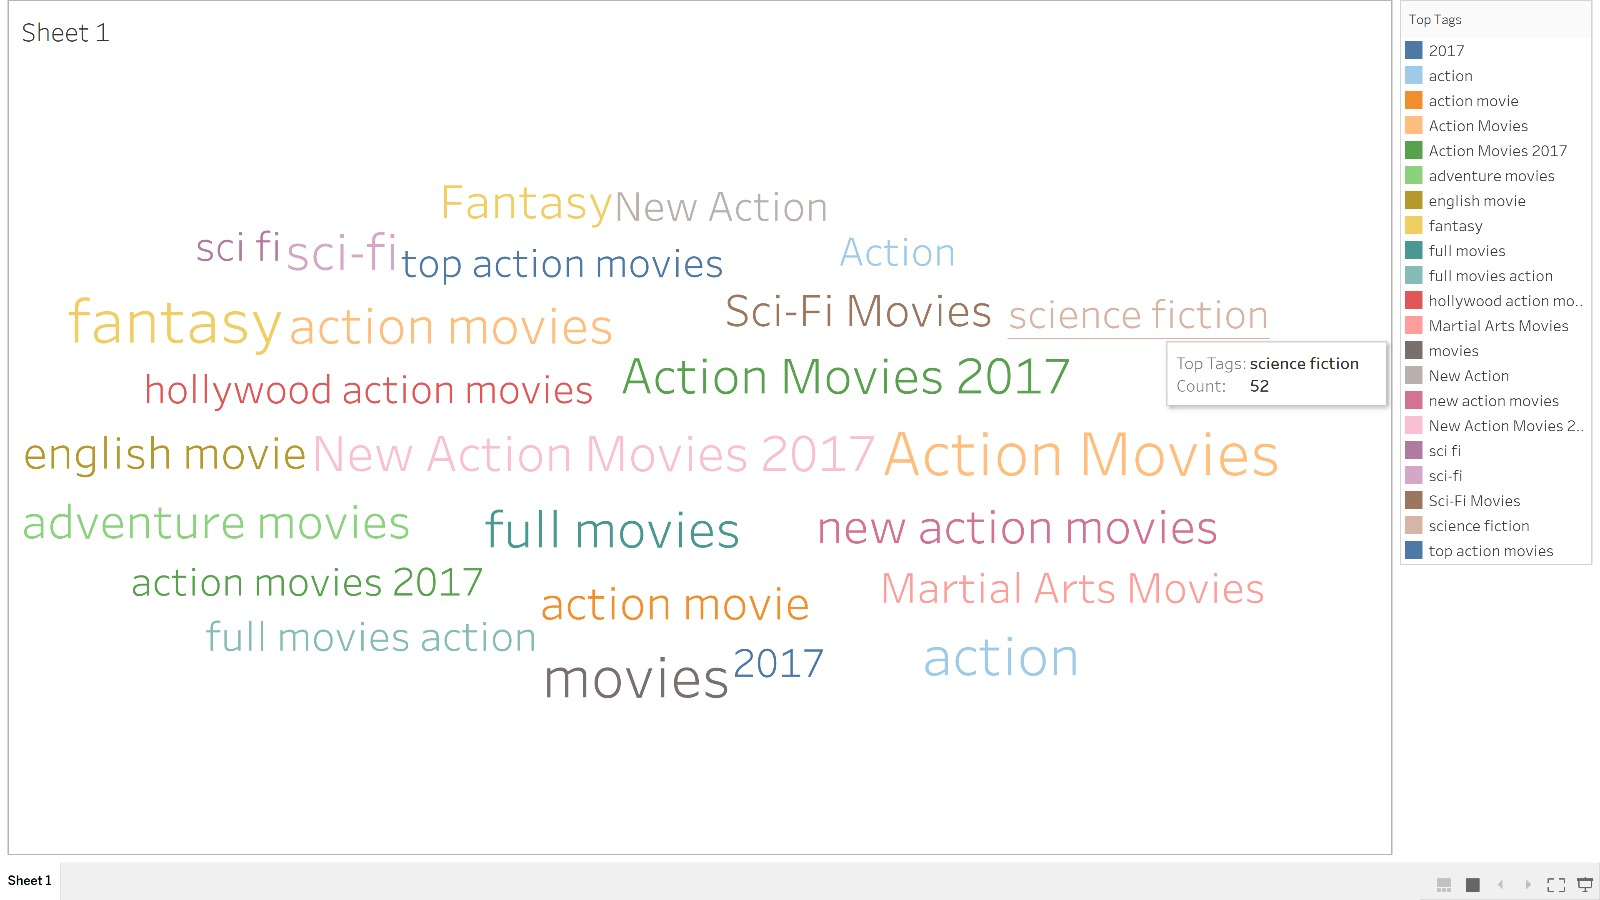 Sheet 1
Fantasy New Action
sci fi sci-fi top action movies Action
fantasy action movies Sci-Fi Movies science fiction
hollywood action movies Action Movies 2017
Top Tags: science fiction
Count: 52
english movie New Action Movies 2017 Action Movies
adventure movies full movies new action movies
action movies 2017 action movie Martial Arts Movies
full movies action movies 2017 action
Top Tags
2017
action
action movie
Action Movies
Action Movies 2017
adventure movies
english movie
fantasy
full movies
full movies action
hollywood action mo..
Martial Arts Movies
movies
New Action
new action movies
New Action Movies 2..
sci fi
sci-fi
Sci-Fi Movies
science fiction
top action movies
Sheet 1